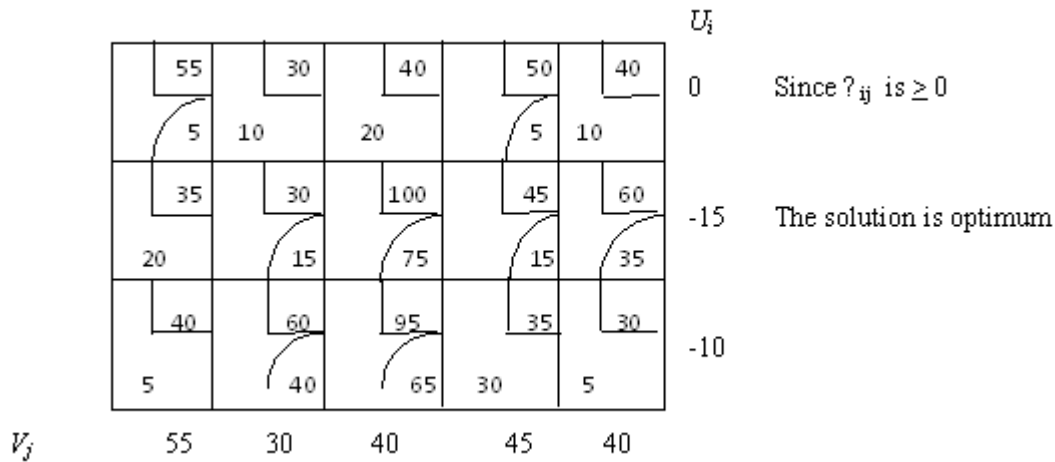 Ui
55 30 40 50 40 0 Since ?ij is ≥ 0
5 10 20 5 10
35 30 100 45 60 -15 The solution is optimum
20 15 75 15 35
40 60 95 35 30 -10
5 40 65 30 5
Vj 55 30 40 45 40